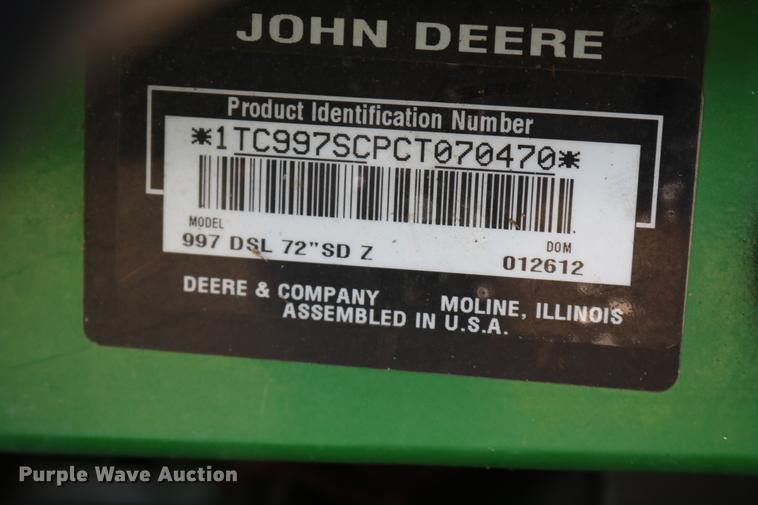 JOHN DEERE
Product Identification Number
*1TC997SCPCT070470*
MODEL
997 DSL 72"SD Z
DOM
012612
DEERE & COMPANY MOLINE, ILLINOIS
ASSEMBLED IN U.S.A.
Purple Wave Auction